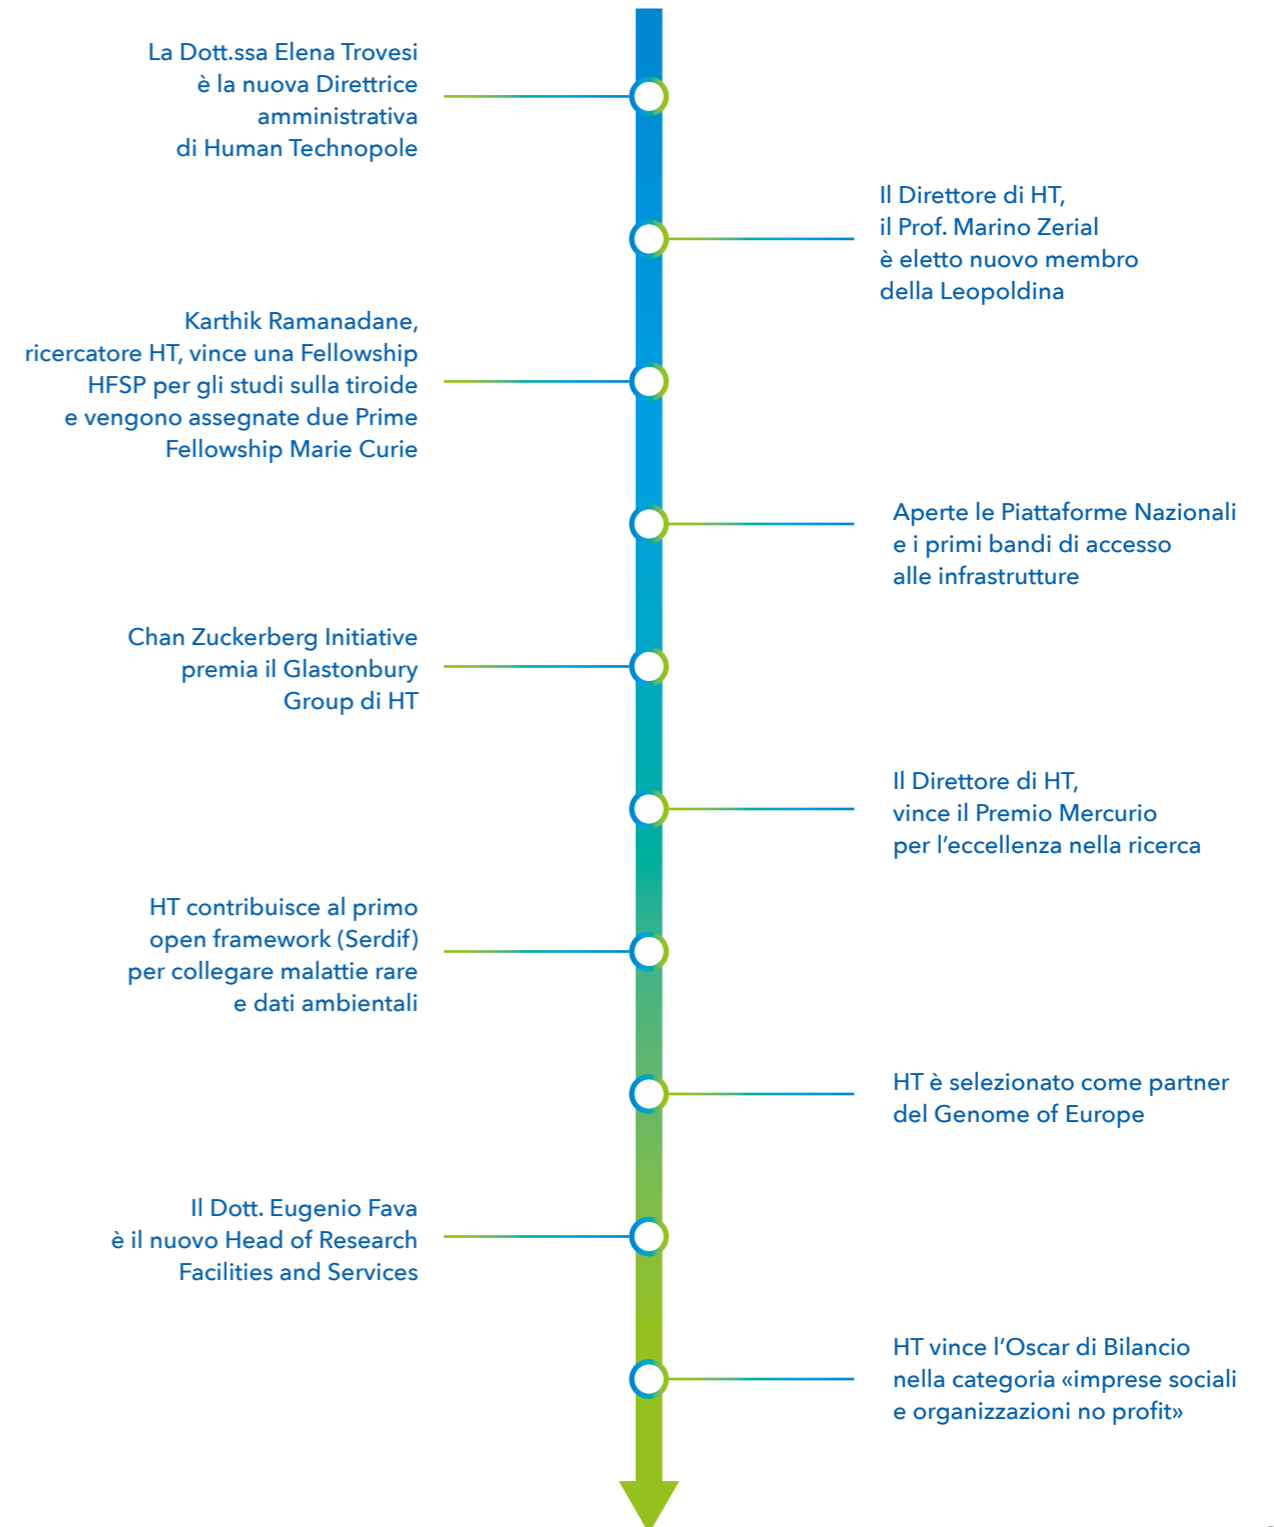 La Dott.ssa Elena Trovesi
è la nuova Direttrice
amministrativa
di Human Technopole
Il Direttore di HT,
il Prof. Marino Zerial
è eletto nuovo membro
della Leopoldina
Karthik Ramanadane,
ricercatore HT, vince una Fellowship
HFSP per gli studi sulla tiroide
e vengono assegnate due Prime
Fellowship Marie Curie
Aperte le Piattaforme Nazionali
e i primi bandi di accesso
alle infrastrutture
Chan Zuckerberg Initiative
premia il Glastonbury
Group di HT
Il Direttore di HT,
vince il Premio Mercurio
per l’eccellenza nella ricerca
HT contribuisce al primo
open framework (Serdif)
per collegare malattie rare
e dati ambientali
HT è selezionato come partner
del Genome of Europe
Il Dott. Eugenio Fava
è il nuovo Head of Research
Facilities and Services
HT vince l’Oscar di Bilancio
nella categoria «imprese sociali
e organizzazioni no profit»